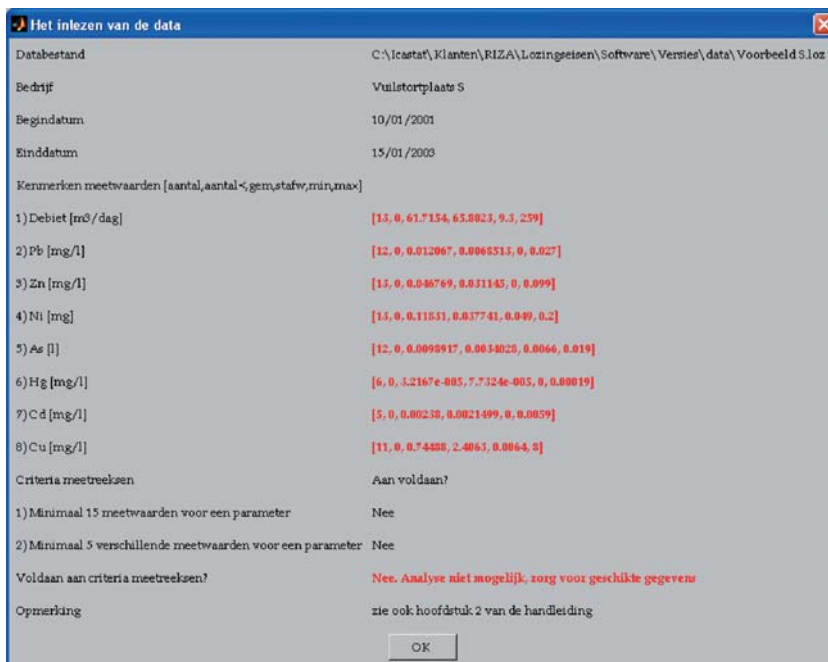 Het inlezen van de data
Databestand C:\Icastat\Klanten\RIZA\Lozingseisen\Software\Versies\data\Voorbeeld S.loz
Bedrijf Vuilstortplaats S
Begindatum 10/01/2001
Einddatum 15/01/2003
Kenmerken meetwaarden [aantal,aantal<,gem,stafw,min,max]
1) Debiet [m3/dag] [13, 0, 61.7154, 65.8023, 9.3, 259]
2) Pb [mg/l] [12, 0, 0.012067, 0.0068513, 0, 0.027]
3) Zn [mg/l] [13, 0, 0.046769, 0.031145, 0, 0.099]
4) Ni [mg] [13, 0, 0.11831, 0.037741, 0.049, 0.2]
5) As [l] [12, 0, 0.0098917, 0.0034028, 0.0066, 0.019]
6) Hg [mg/l] [6, 0, 3.2167e-005, 7.7324e-005, 0, 0.00019]
7) Cd [mg/l] [5, 0, 0.00238, 0.0021499, 0, 0.0059]
8) Cu [mg/l] [11, 0, 0.74488, 2.4063, 0.0064, 8]
Criteria meetreeksen Aan voldaan?
1) Minimaal 15 meetwaarden voor een parameter Nee
2) Minimaal 5 verschillende meetwaarden voor een parameter Nee
Voldaan aan criteria meetreeksen? Nee. Analyse niet mogelijk, zorg voor geschikte gegevens
Opmerking zie ook hoofdstuk 2 van de handleiding
OK